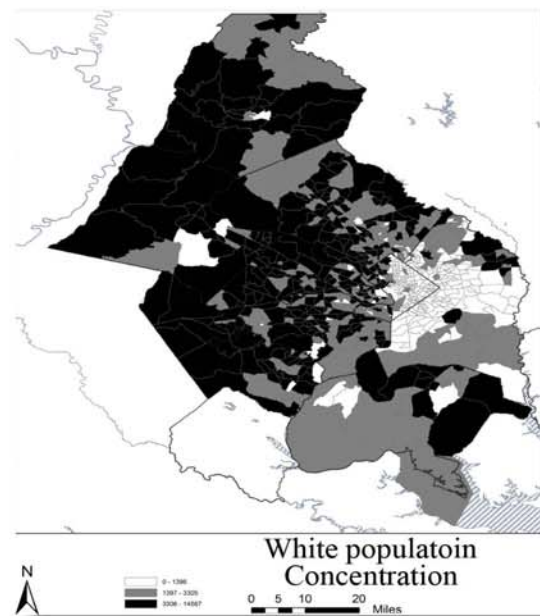 White populatoin
Concentration
N
0 - 1396
1397 - 3305
3306 - 14567
0 5 10 20
Miles